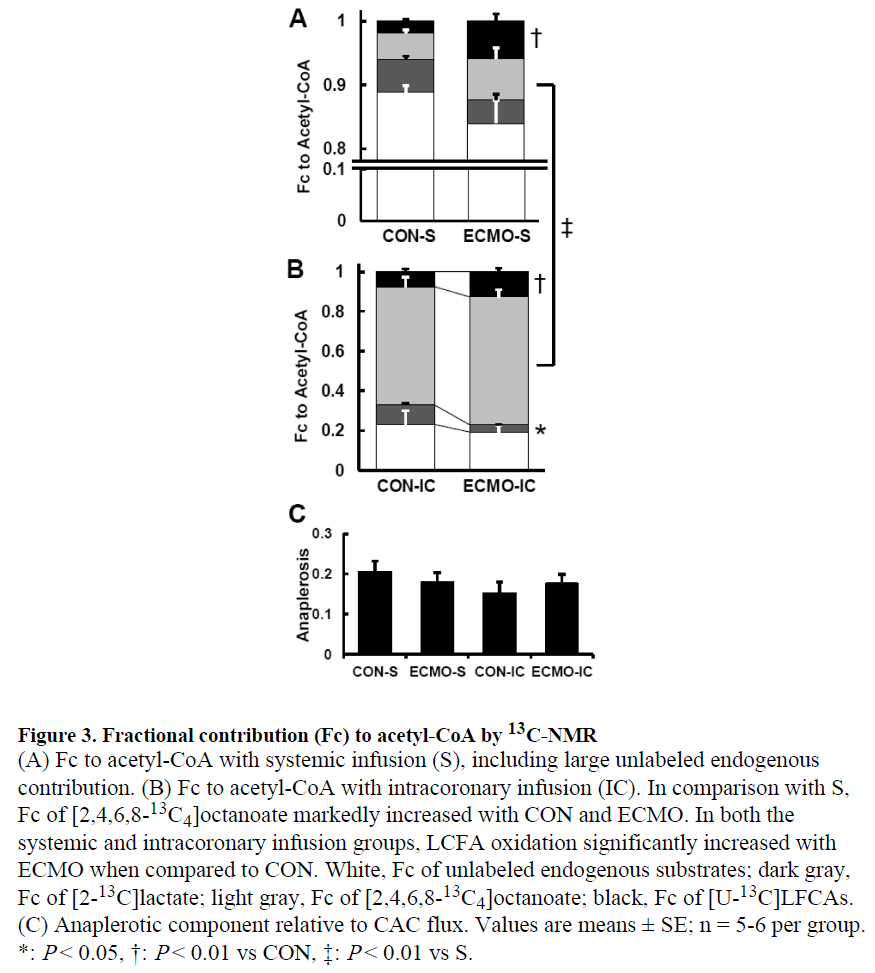 A
Fc to Acetyl-CoA
1
0.9
0.8
0.1
0
†
‡
CON-S ECMO-S
B
Fc to Acetyl-CoA
1
0.8
0.6
0.4
0.2
0
†
*
CON-IC ECMO-IC
C
Anaplerosis
0.3
0.2
0.1
0
CON-S ECMO-S CON-IC ECMO-IC
Figure 3. Fractional contribution (Fc) to acetyl-CoA by ¹³C-NMR
(A) Fc to acetyl-CoA with systemic infusion (S), including large unlabeled endogenous
contribution. (B) Fc to acetyl-CoA with intracoronary infusion (IC). In comparison with S,
Fc of [2,4,6,8-¹³C₄]octanoate markedly increased with CON and ECMO. In both the
systemic and intracoronary infusion groups, LCFA oxidation significantly increased with
ECMO when compared to CON. White, Fc of unlabeled endogenous substrates; dark gray,
Fc of [2-¹³C]lactate; light gray, Fc of [2,4,6,8-¹³C₄]octanoate; black, Fc of [U-¹³C]LFCAs.
(C) Anaplerotic component relative to CAC flux. Values are means ± SE; n = 5-6 per group.
*: P< 0.05, †: P< 0.01 vs CON, ‡: P< 0.01 vs S.